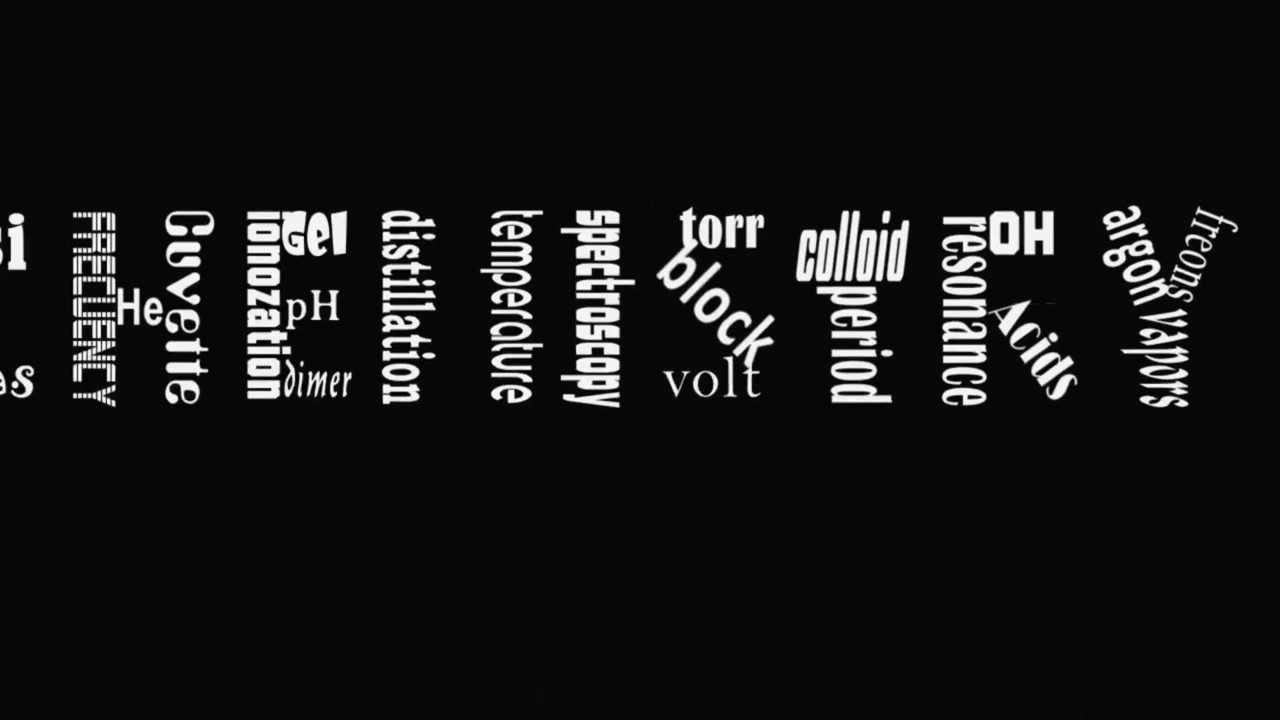 FREQUENCY
He
Cuvette
ionozation
Gel
pH
dimer
distillation
temperature
spectroscopy
torr
block
volt
colloid
period
resonance
OH
Acids
argon
freons
vapors